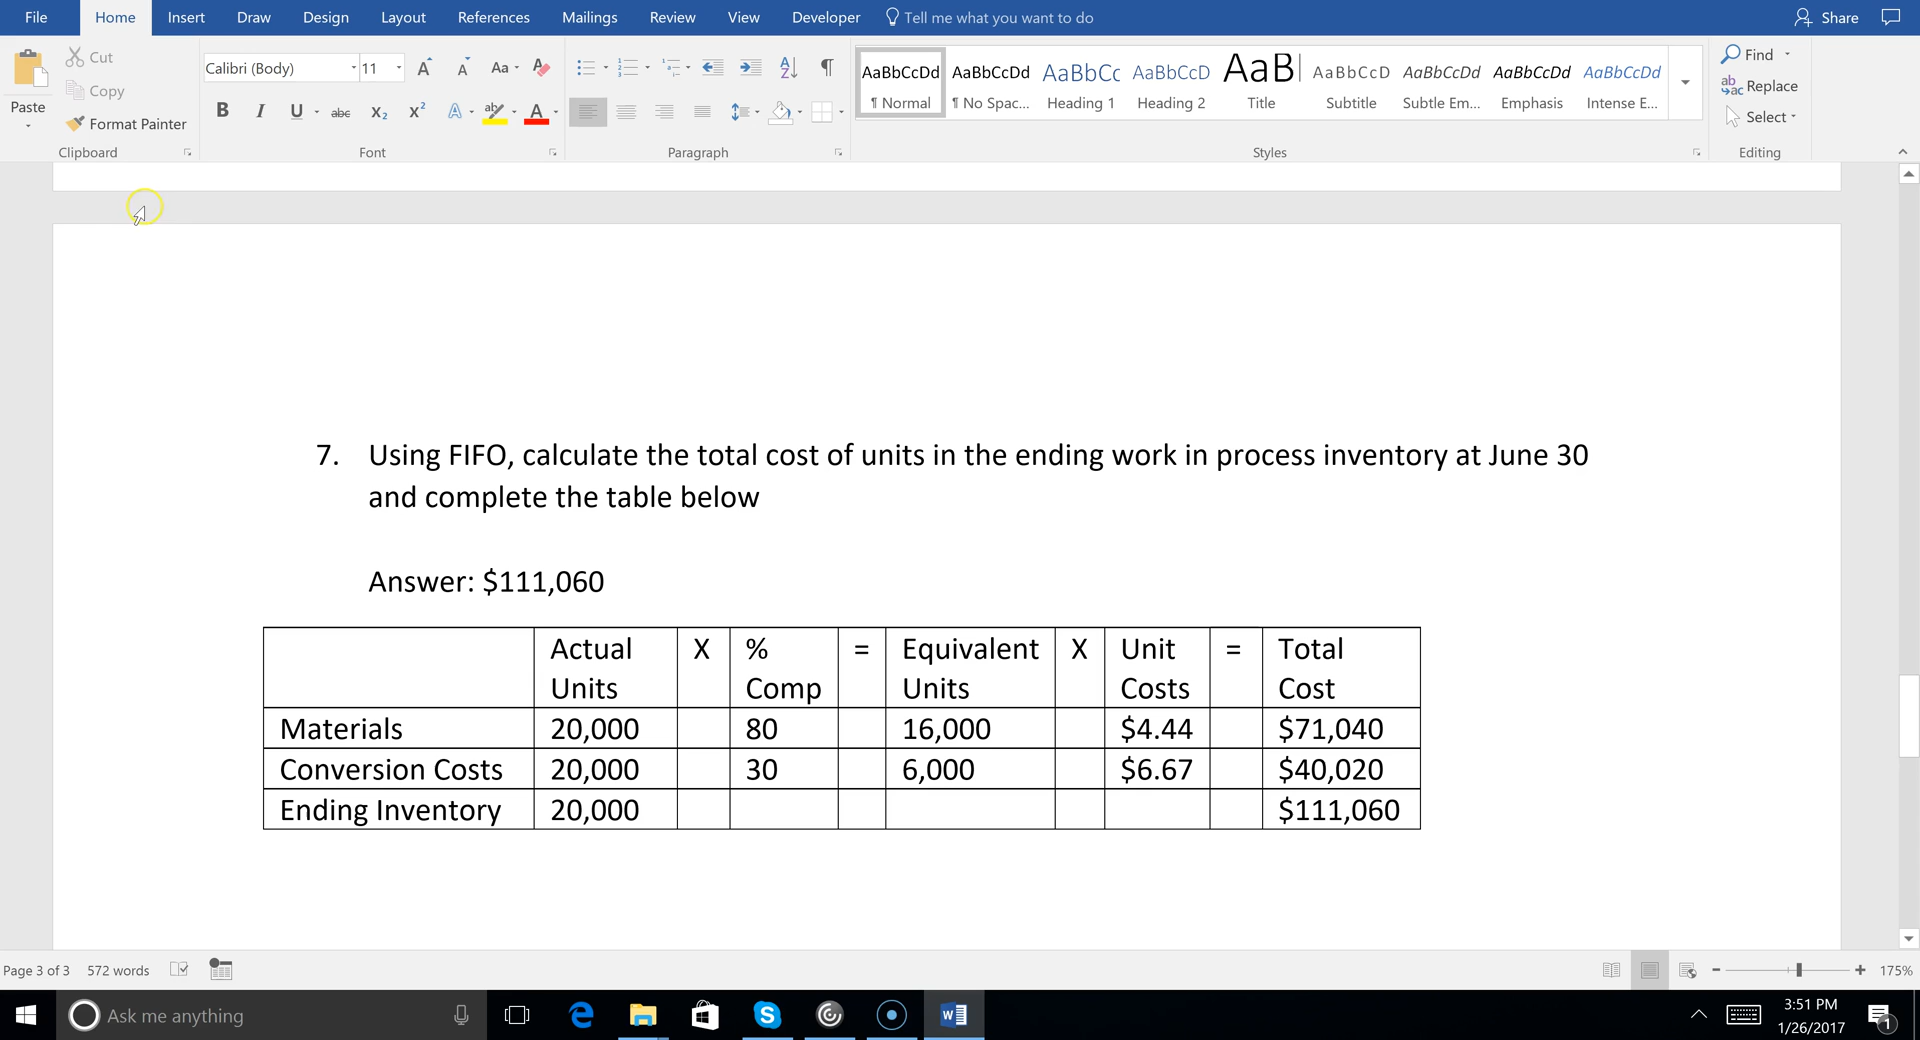 File Home Insert Draw Design Layout References Mailings Review View Developer Tell me what you want to do Share
Paste
Cut
Copy
Format Painter
Clipboard
Calibri (Body) 11
A A Aa A
B I U abc X₂ X² A ab A
Font
A Z ¶
Paragraph
AaBbCcDd AaBbCcDd AaBbCc AaBbCcD AaB AaBbCcD AaBbCcDd AaBbCcDd AaBbCcDd
¶ Normal ¶ No Spac... Heading 1 Heading 2 Title Subtitle Subtle Em... Emphasis Intense E...
Styles
Find
Replace
Select
Editing
7. Using FIFO, calculate the total cost of units in the ending work in process inventory at June 30
and complete the table below
Answer: $111,060
Actual X % = Equivalent X Unit = Total
Units Comp Units Costs Cost
Materials 20,000 80 16,000 $4.44 $71,040
Conversion Costs 20,000 30 6,000 $6.67 $40,020
Ending Inventory 20,000 $111,060
Page 3 of 3 572 words 175%
Ask me anything
3:51 PM
1/26/2017
1